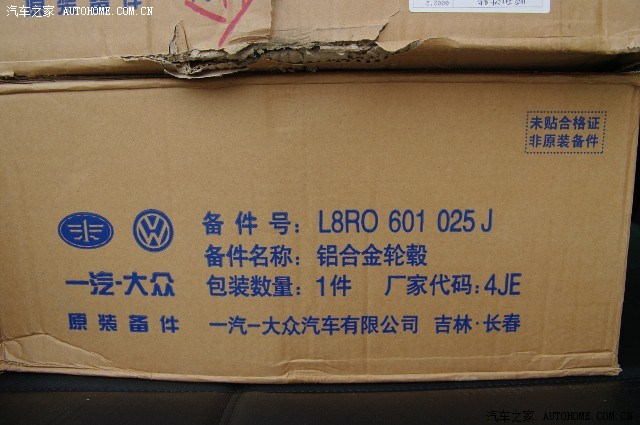 汽车之家 AUTOHOME.COM.CN
未贴合格证
非原装备件
备件号: L8RO 601 025 J
备件名称: 铝合金轮毂
一汽-大众 包装数量: 1件 厂家代码: 4JE
原装备件 一汽-大众汽车有限公司 吉林·长春
汽车之家 AUTOHOME.COM.CN